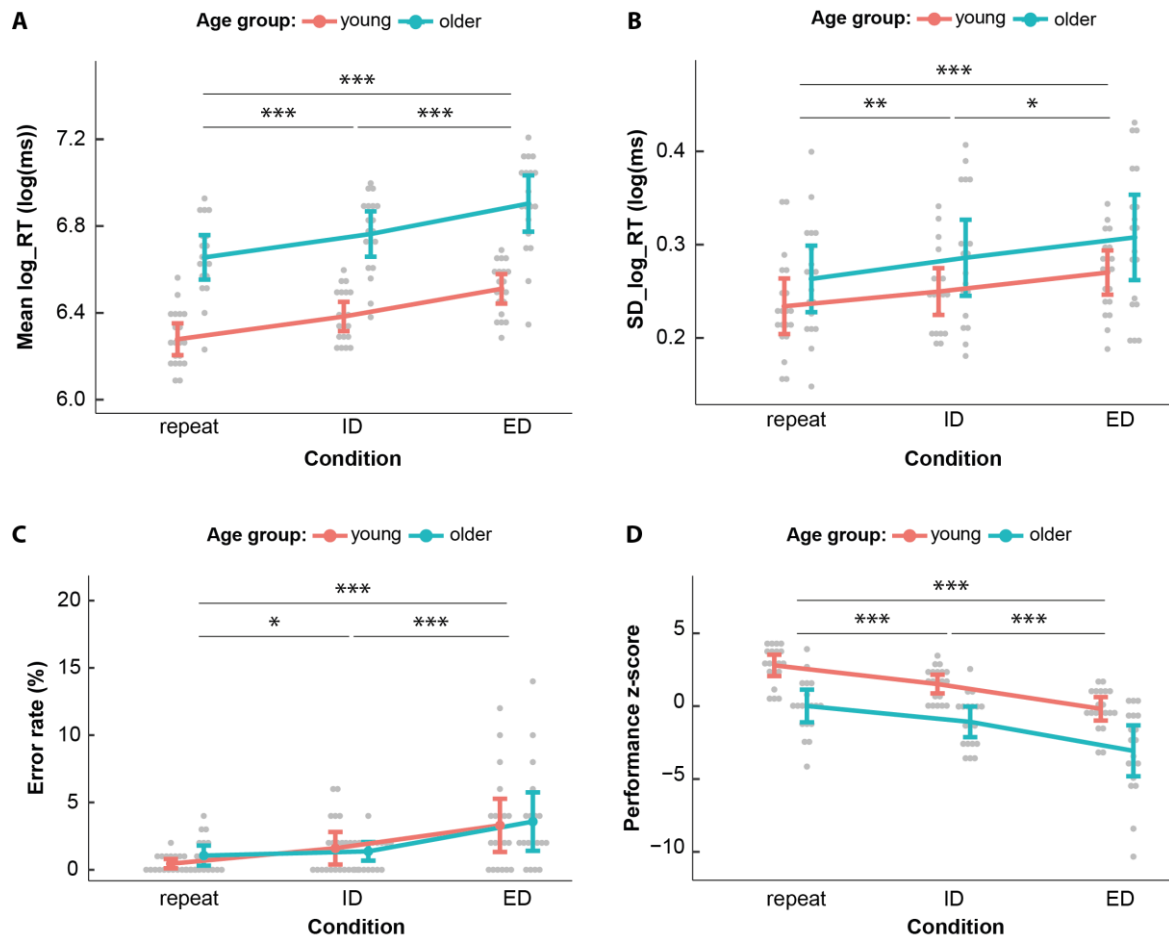 A
Age group: young older
Mean log_RT (log(ms))
7.2
6.8
6.4
6.0
***
*** ***
repeat ID ED
Condition
B
Age group: young older
SD_log_RT (log(ms)
0.4
0.3
0.2
***
** *
repeat ID ED
Condition
C
Age group: young older
Error rate (%)
20
15
10
5
0
***
* ***
repeat ID ED
Condition
D
Age group: young older
Performance z-score
5
0
−5
−10
***
*** ***
repeat ID ED
Condition